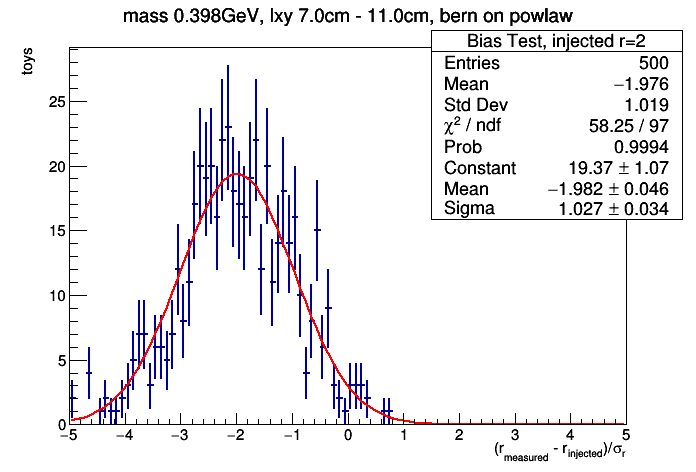 mass 0.398GeV, lxy 7.0cm - 11.0cm, bern on powlaw
Bias Test, injected r=2
Entries 500
Mean −1.976
Std Dev 1.019
χ² / ndf 58.25 / 97
Prob 0.9994
Constant 19.37 ± 1.07
Mean −1.982 ± 0.046
Sigma 1.027 ± 0.034
toys
25
20
15
10
5
0
−5 −4 −3 −2 −1 0 1 2 3 4 5
(r_measured - r_injected)/σ_r